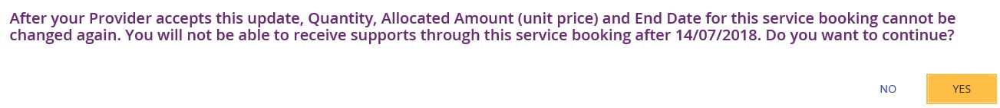 After your Provider accepts this update, Quantity, Allocated Amount (unit price) and End Date for this service booking cannot be
changed again. You will not be able to receive supports through this service booking after 14/07/2018. Do you want to continue?
NO YES